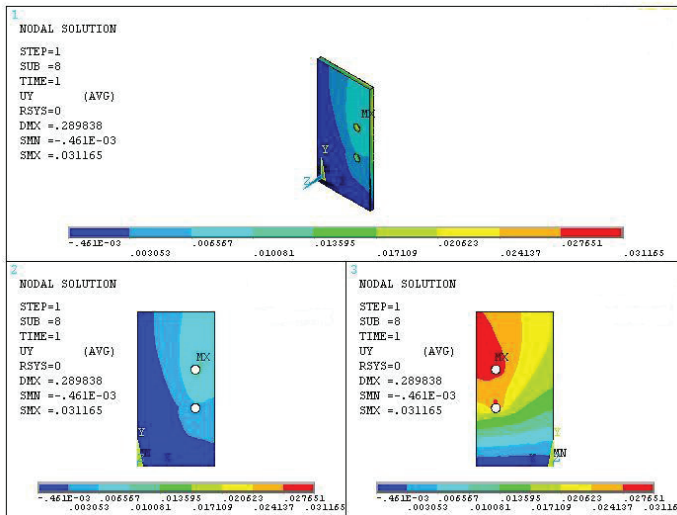 1
NODAL SOLUTION
STEP=1
SUB =8
TIME=1
UY (AVG)
RSYS=0
DMX =.289838
SMN =-.461E-03
SMX =.031165
MX
Y
Z
-.461E-03 .006567 .013595 .020623 .027651
.003053 .010081 .017109 .024137 .031165
2
NODAL SOLUTION
STEP=1
SUB =8
TIME=1
UY (AVG)
RSYS=0
DMX =.289838
SMN =-.461E-03
SMX =.031165
MX
Y
MN
-.461E-03 .006567 .013595 .020623 .027651
.003053 .010081 .017109 .024137 .031165
3
NODAL SOLUTION
STEP=1
SUB =8
TIME=1
UY (AVG)
RSYS=0
DMX =.289838
SMN =-.461E-03
SMX =.031165
MX
Y
MN
-.461E-03 .006567 .013595 .020623 .027651
.003053 .010081 .017109 .024137 .031165